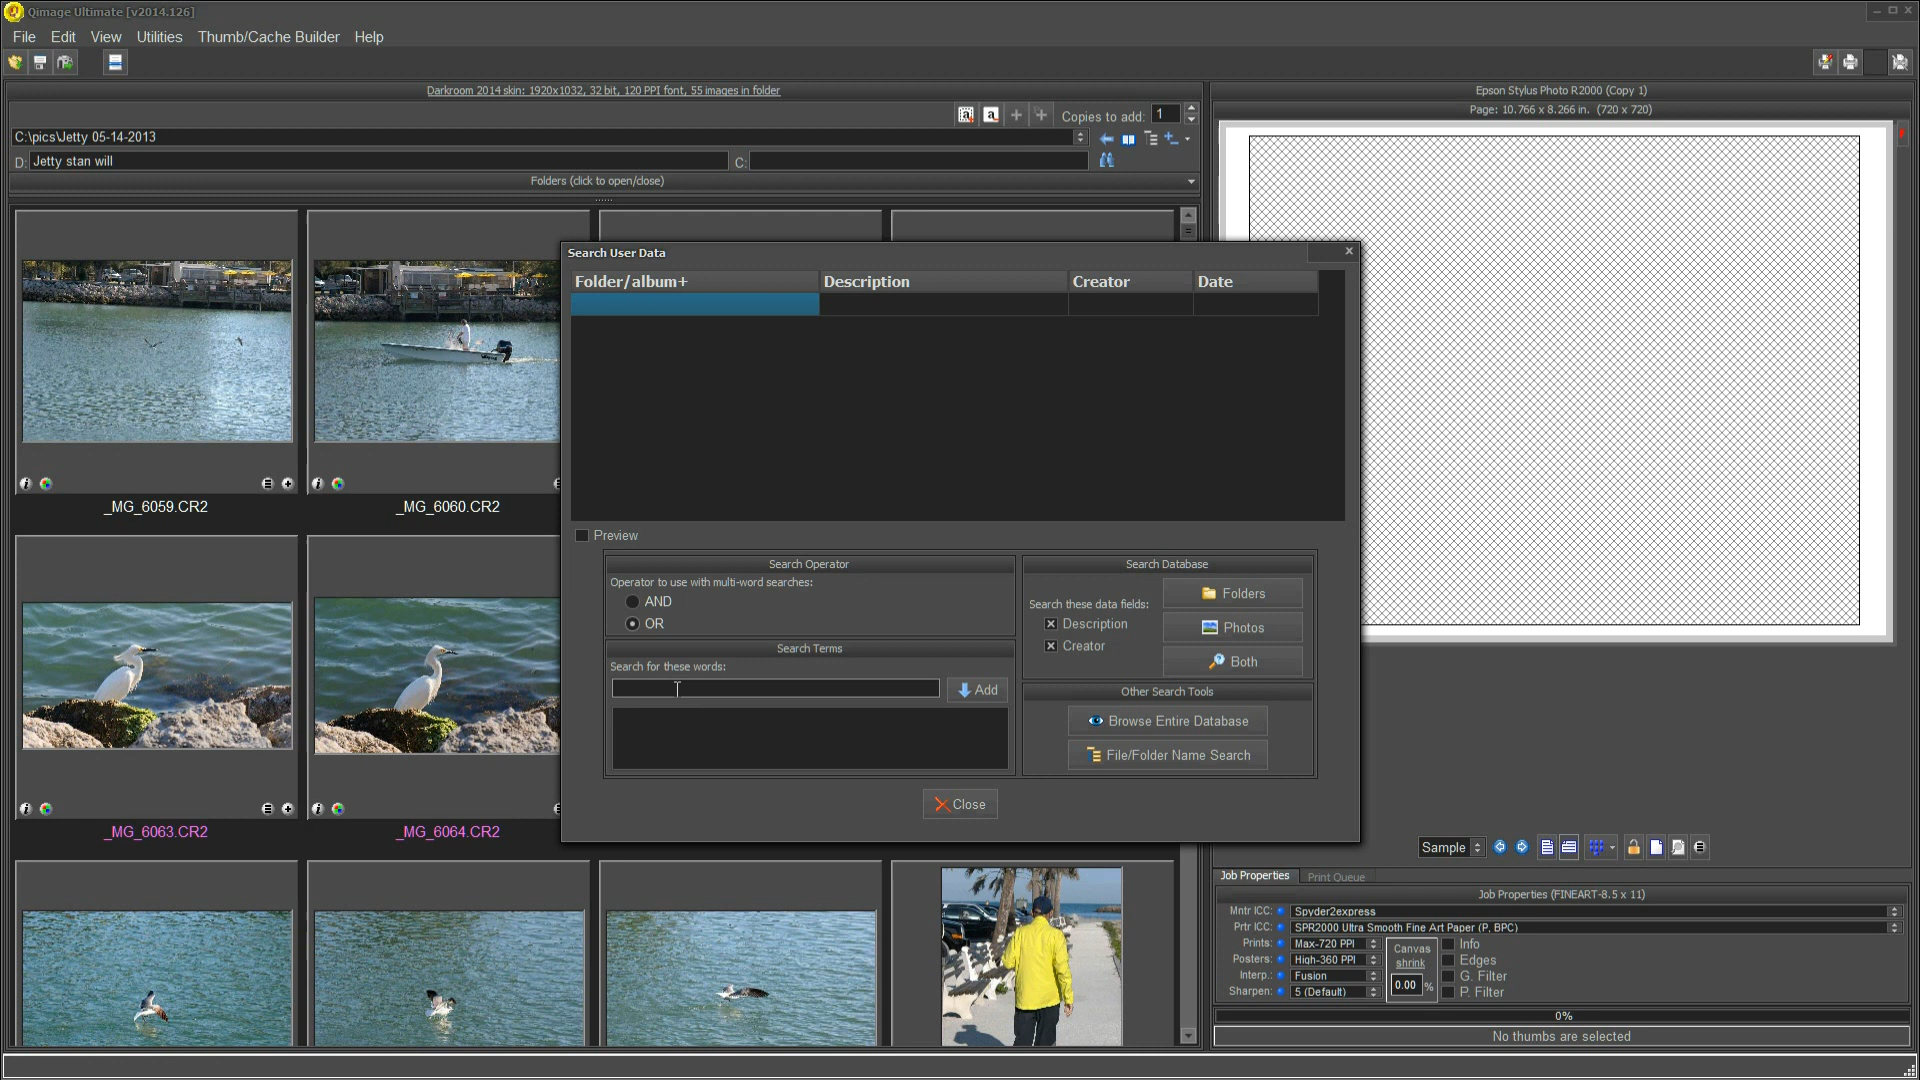 Qimage Ultimate [v2014.126]
File Edit View Utilities Thumb/Cache Builder Help
Darkroom 2014 skin: 1920x1032, 32 bit, 120 PPI font, 55 images in folder
Copies to add: 1
C:\pics\Jetty 05-14-2013
D: Jetty stan will C:
Folders (click to open/close)
_MG_6059.CR2
_MG_6060.CR2
_MG_6063.CR2
_MG_6064.CR2
Search User Data
Folder/album+ Description Creator Date
Preview
Search Operator
Operator to use with multi-word searches:
AND
OR
Search Terms
Search for these words:
Add
Search Database
Search these data fields:
Description
Creator
Folders
Photos
Both
Other Search Tools
Browse Entire Database
File/Folder Name Search
Close
Epson Stylus Photo R2000 (Copy 1)
Page: 10.766 x 8.266 in. (720 x 720)
Sample
Job Properties Print Queue
Job Properties (FINEART-8.5 x 11)
Mntr ICC: Spyder2express
Prtr ICC: SPR2000 Ultra Smooth Fine Art Paper (P, BPC)
Prints: Max-720 PPI
Posters: High-360 PPI
Interp.: Fusion
Sharpen: 5 (Default)
Canvas
shrink
0.00 %
Info
Edges
G. Filter
P. Filter
0%
No thumbs are selected